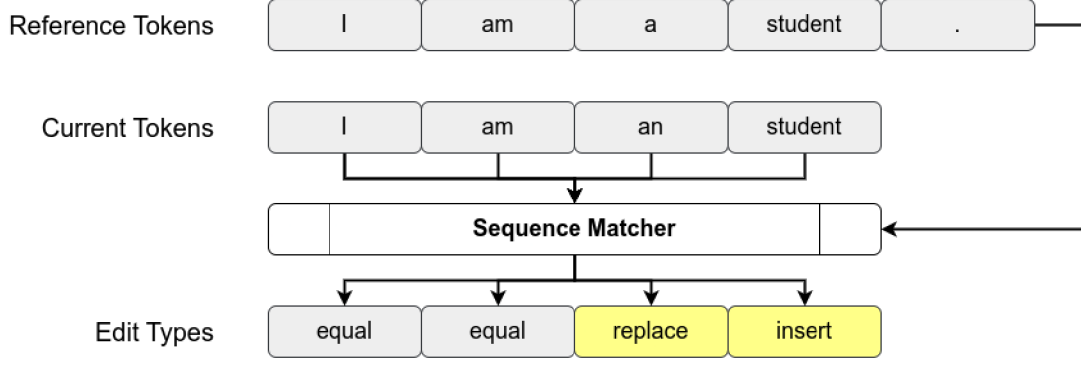 Reference Tokens I am a student .
Current Tokens I am an student
Sequence Matcher
Edit Types equal equal replace insert